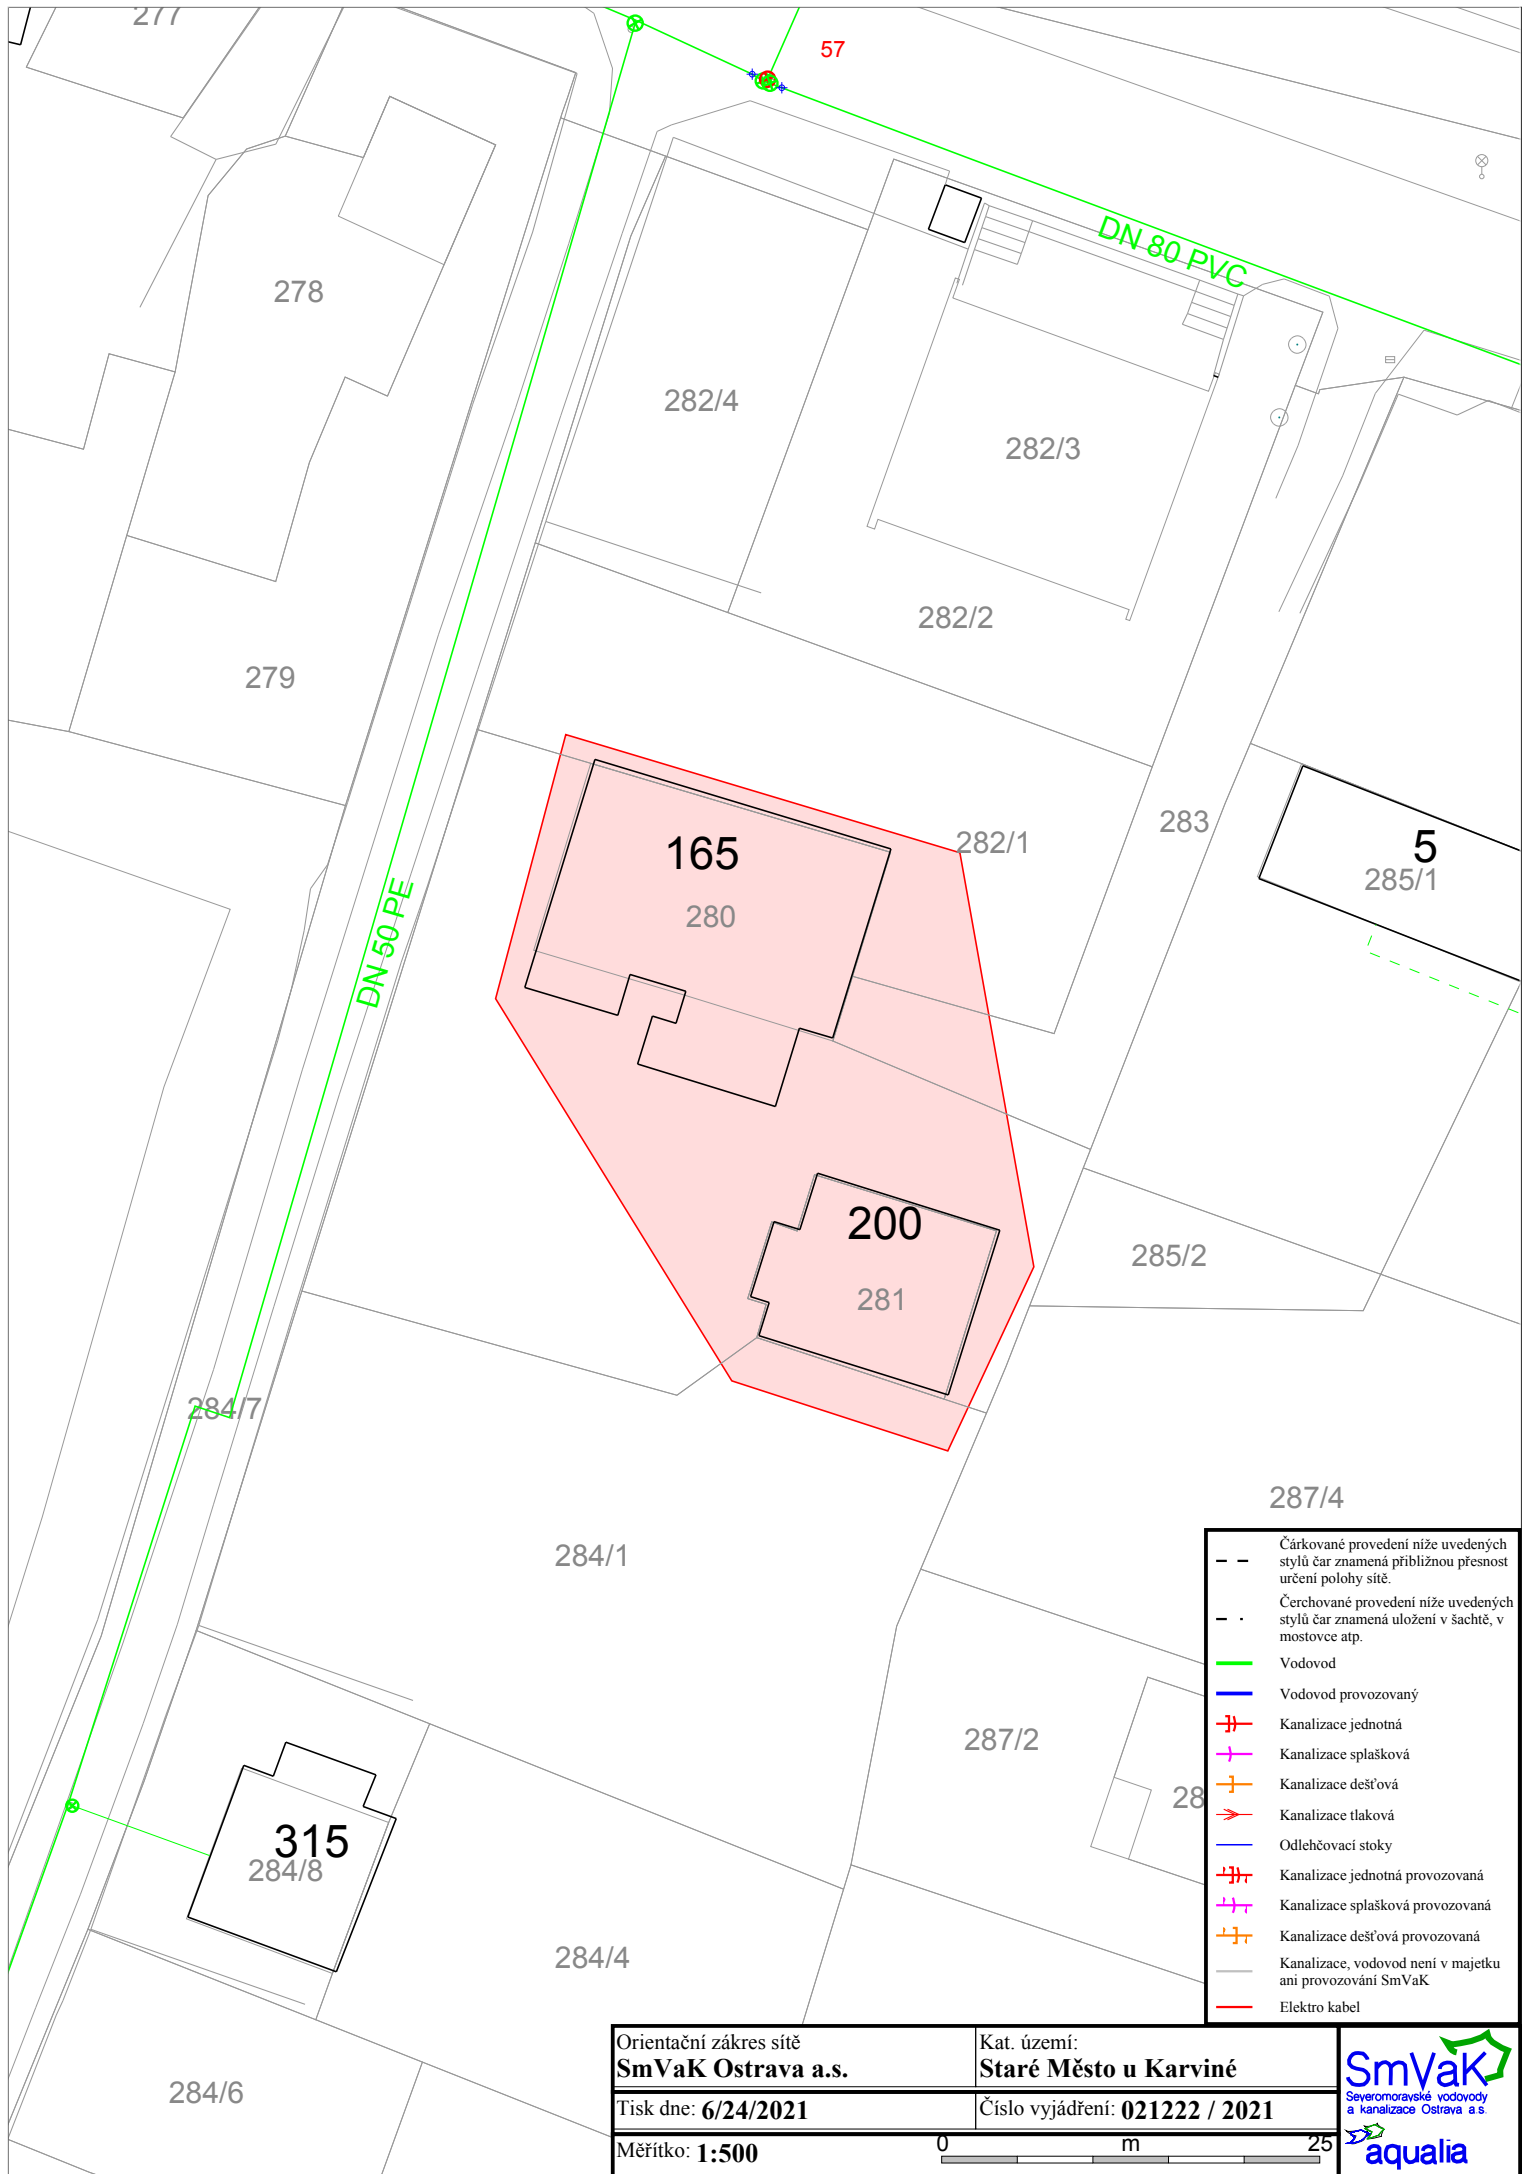 277
57
DN 80 PVC
278
282/4
282/3
282/2
279
165
280
282/1
283
5
285/1
DN 50 PE
200
281
285/2
284/7
287/4
284/1
287/2
28
315
284/8
284/4
284/6
Čárkované provedení níže uvedených
stylů čar znamená přibližnou přesnost
určení polohy sítě.
Čerchované provedení níže uvedených
stylů čar znamená uložení v šachtě, v
mostovce atp.
Vodovod
Vodovod provozovaný
Kanalizace jednotná
Kanalizace splašková
Kanalizace dešťová
Kanalizace tlaková
Odlehčovací stoky
Kanalizace jednotná provozovaná
Kanalizace splašková provozovaná
Kanalizace dešťová provozovaná
Kanalizace, vodovod není v majetku
ani provozování SmVaK
Elektro kabel
Orientační zákres sítě
SmVaK Ostrava a.s.
Kat. území:
Staré Město u Karviné
Tisk dne: 6/24/2021
Číslo vyjádření: 021222 / 2021
Měřítko: 1:500
0 m 25
SmVaK
Severomoravské vodovody
a kanalizace Ostrava a.s.
aqualia